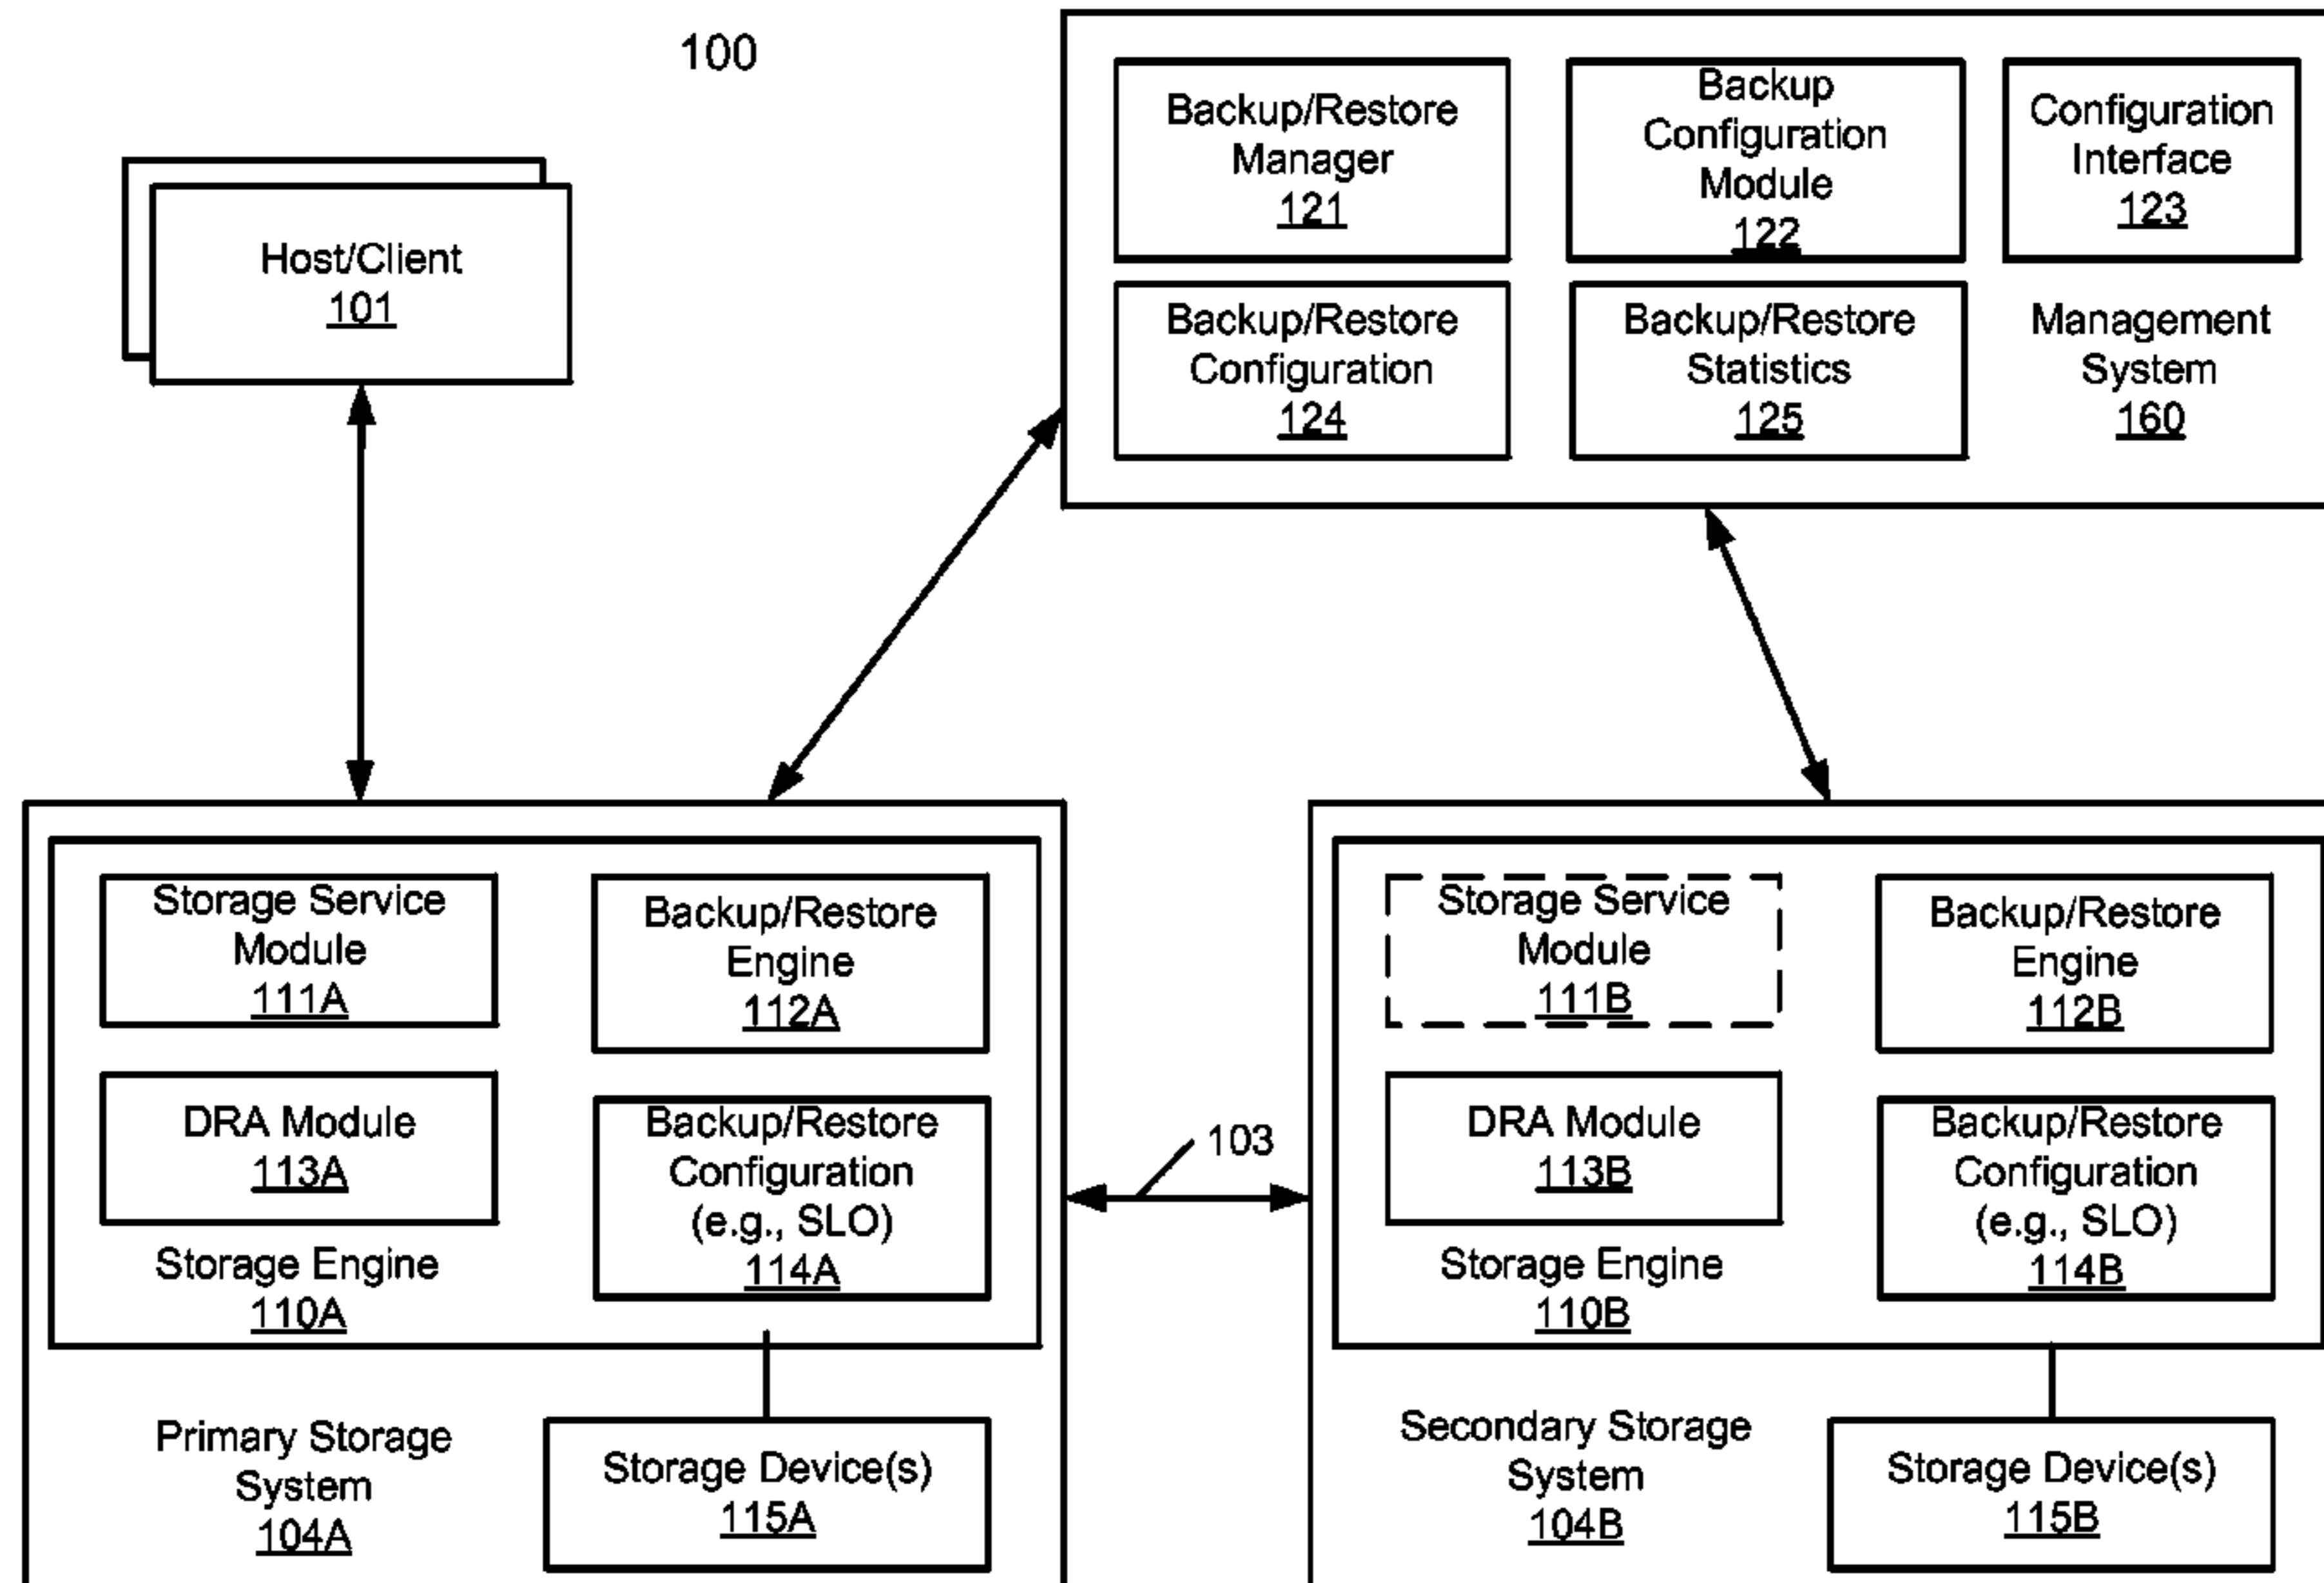 100
Backup/Restore
Manager
121
Backup
Configuration
Module
122
Configuration
Interface
123
Host/Client
101
Backup/Restore
Configuration
124
Backup/Restore
Statistics
125
Management
System
160
Storage Service
Module
111A
Backup/Restore
Engine
112A
DRA Module
113A
Backup/Restore
Configuration
(e.g., SLO)
114A
Storage Engine
110A
Primary Storage
System
104A
Storage Device(s)
115A
103
Storage Service
Module
111B
Backup/Restore
Engine
112B
DRA Module
113B
Backup/Restore
Configuration
(e.g., SLO)
114B
Storage Engine
110B
Secondary Storage
System
104B
Storage Device(s)
115B